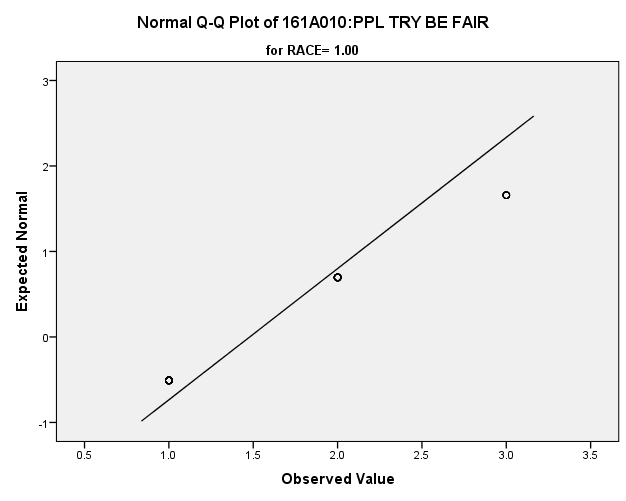 Normal Q-Q Plot of 161A010:PPL TRY BE FAIR
for RACE= 1.00
Expected Normal
3
2
1
0
-1
0.5 1.0 1.5 2.0 2.5 3.0 3.5
Observed Value